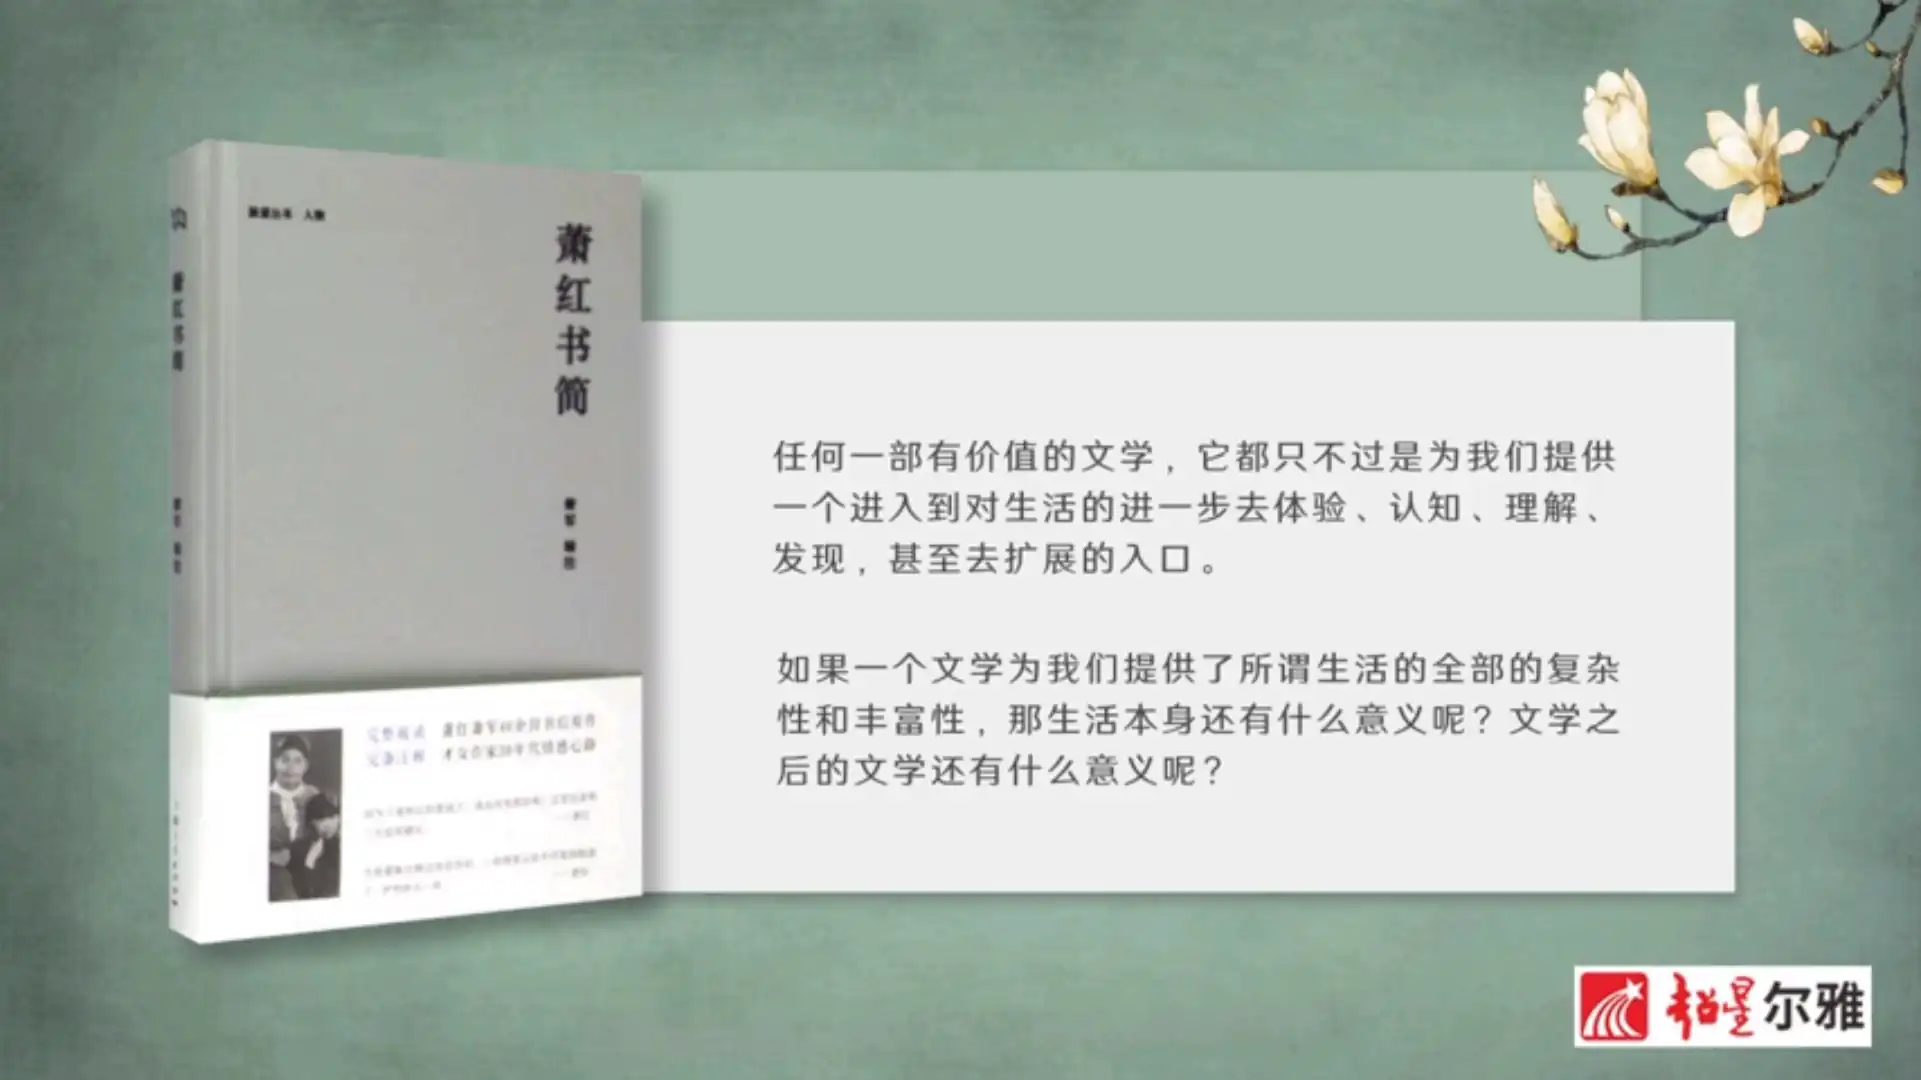 萧红书简
萧红书简
萧军 编注
任何一部有价值的文学，它都只不过是为我们提供
一个进入到对生活的进一步去体验、认知、理解、
发现，甚至去扩展的入口。
如果一个文学为我们提供了所谓生活的全部的复杂
性和丰富性，那生活本身还有什么意义呢？文学之
后的文学还有什么意义呢？
超星尔雅